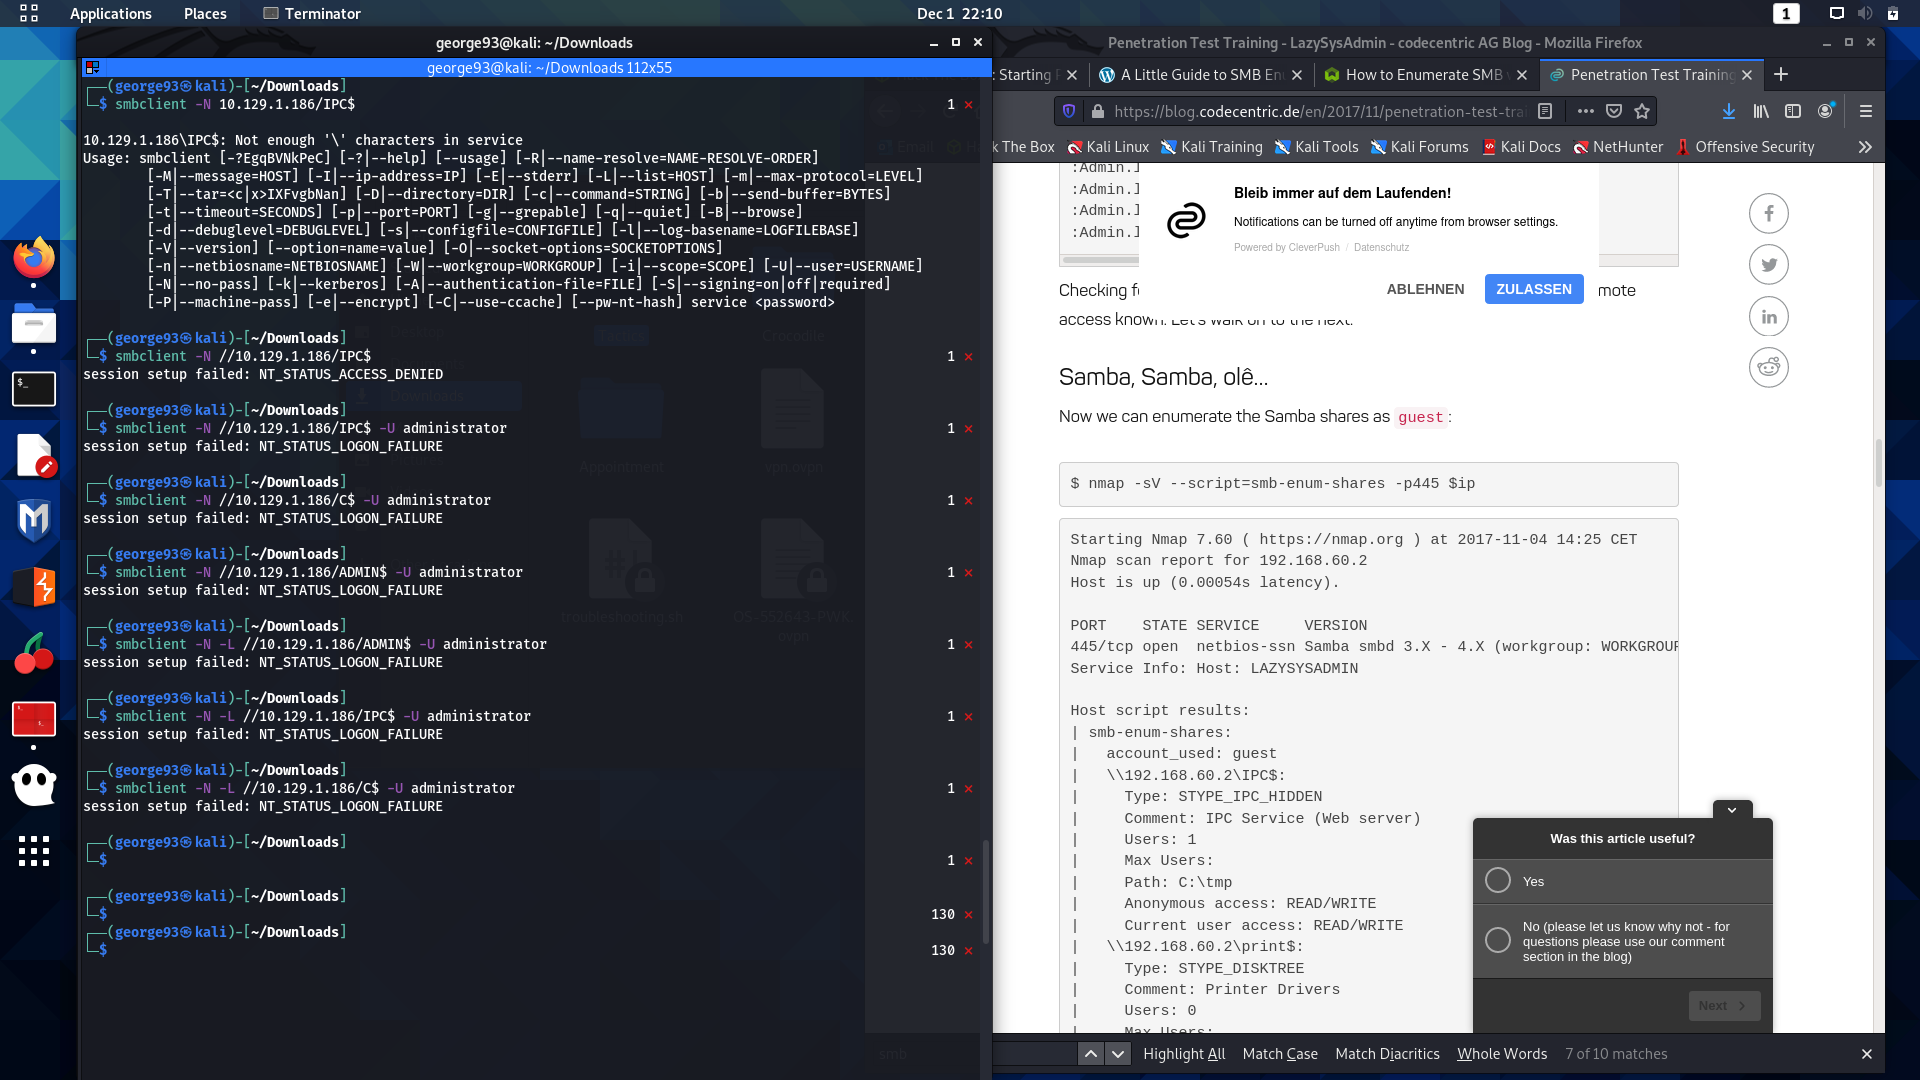 Applications Places Terminator Dec 1 22:10 1
george93@kali: ~/Downloads
george93@kali: ~/Downloads 112x55
┌──(george93㉿kali)-[~/Downloads]
└─$ smbclient -N 10.129.1.186/IPC$ 1 ⨯
10.129.1.186\IPC$: Not enough '\' characters in service
Usage: smbclient [-?EgqBVNkPeC] [-?|--help] [--usage] [-R|--name-resolve=NAME-RESOLVE-ORDER]
[-M|--message=HOST] [-I|--ip-address=IP] [-E|--stderr] [-L|--list=HOST] [-m|--max-protocol=LEVEL]
[-T|--tar=<c|x>IXFvgbNan] [-D|--directory=DIR] [-c|--command=STRING] [-b|--send-buffer=BYTES]
[-t|--timeout=SECONDS] [-p|--port=PORT] [-g|--grepable] [-q|--quiet] [-B|--browse]
[-d|--debuglevel=DEBUGLEVEL] [-s|--configfile=CONFIGFILE] [-l|--log-basename=LOGFILEBASE]
[-V|--version] [--option=name=value] [-O|--socket-options=SOCKETOPTIONS]
[-n|--netbiosname=NETBIOSNAME] [-W|--workgroup=WORKGROUP] [-i|--scope=SCOPE] [-U|--user=USERNAME]
[-N|--no-pass] [-k|--kerberos] [-A|--authentication-file=FILE] [-S|--signing=on|off|required]
[-P|--machine-pass] [-e|--encrypt] [-C|--use-ccache] [--pw-nt-hash] service <password>
┌──(george93㉿kali)-[~/Downloads]
└─$ smbclient -N //10.129.1.186/IPC$ 1 ⨯
session setup failed: NT_STATUS_ACCESS_DENIED
┌──(george93㉿kali)-[~/Downloads]
└─$ smbclient -N //10.129.1.186/IPC$ -U administrator 1 ⨯
session setup failed: NT_STATUS_LOGON_FAILURE
┌──(george93㉿kali)-[~/Downloads]
└─$ smbclient -N //10.129.1.186/C$ -U administrator 1 ⨯
session setup failed: NT_STATUS_LOGON_FAILURE
┌──(george93㉿kali)-[~/Downloads]
└─$ smbclient -N //10.129.1.186/ADMIN$ -U administrator 1 ⨯
session setup failed: NT_STATUS_LOGON_FAILURE
┌──(george93㉿kali)-[~/Downloads]
└─$ smbclient -N -L //10.129.1.186/ADMIN$ -U administrator 1 ⨯
session setup failed: NT_STATUS_LOGON_FAILURE
┌──(george93㉿kali)-[~/Downloads]
└─$ smbclient -N -L //10.129.1.186/IPC$ -U administrator 1 ⨯
session setup failed: NT_STATUS_LOGON_FAILURE
┌──(george93㉿kali)-[~/Downloads]
└─$ smbclient -N -L //10.129.1.186/C$ -U administrator 1 ⨯
session setup failed: NT_STATUS_LOGON_FAILURE
┌──(george93㉿kali)-[~/Downloads]
└─$ 1 ⨯
┌──(george93㉿kali)-[~/Downloads]
└─$ 130 ⨯
┌──(george93㉿kali)-[~/Downloads]
└─$ 130 ⨯
Crocodile
Downloads
Appointment
vpn.ovpn
troubleshooting.sh
OS-552643-PWK.
ovpn
smb
Penetration Test Training - LazySysAdmin - codecentric AG Blog - Mozilla Firefox
: Starting A Little Guide to SMB En How to Enumerate SMB Penetration Test Training
https://blog.codecentric.de/en/2017/11/penetration-test-trai
Email Hack The Box Kali Linux Kali Training Kali Tools Kali Forums Kali Docs NetHunter Offensive Security
:Admin.
:Admin.
:Admin.
:Admin.
Bleib immer auf dem Laufenden!
Notifications can be turned off anytime from browser settings.
Powered by CleverPush / Datenschutz
ABLEHNEN ZULASSEN
Checking mote
access known. Let's walk on to the next.
Samba, Samba, olê...
Now we can enumerate the Samba shares as guest:
$ nmap -sV --script=smb-enum-shares -p445 $ip
Starting Nmap 7.60 ( https://nmap.org ) at 2017-11-04 14:25 CET
Nmap scan report for 192.168.60.2
Host is up (0.00054s latency).
PORT STATE SERVICE VERSION
445/tcp open netbios-ssn Samba smbd 3.X - 4.X (workgroup: WORKGROUP
Service Info: Host: LAZYSYSADMIN
Host script results:
| smb-enum-shares:
| account_used: guest
| \\192.168.60.2\IPC$:
| Type: STYPE_IPC_HIDDEN
| Comment: IPC Service (Web server)
| Users: 1
| Max Users:
| Path: C:\tmp
| Anonymous access: READ/WRITE
| Current user access: READ/WRITE
| \\192.168.60.2\print$:
| Type: STYPE_DISKTREE
| Comment: Printer Drivers
| Users: 0
| Max Users:
Was this article useful?
Yes
No (please let us know why not - for
questions please use our comment
section in the blog)
Next
Highlight All Match Case Match Diacritics Whole Words 7 of 10 matches